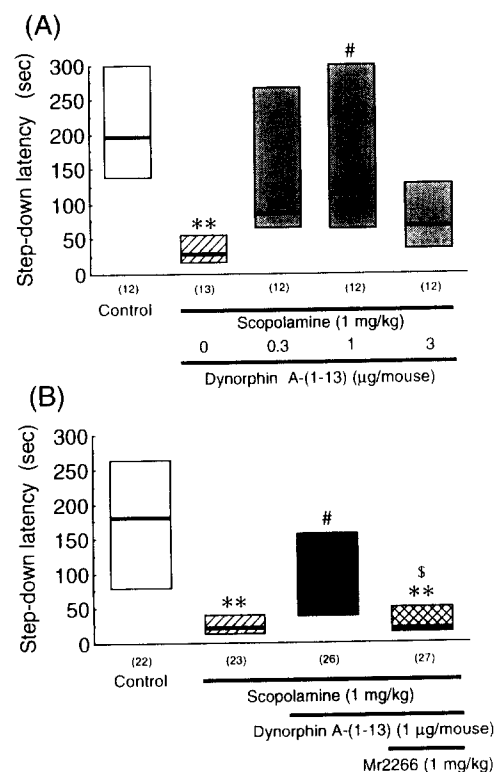 (A)
Step-down latency (sec)
300
250
200
150
100
50
0
**
#
(12) (13) (12) (12) (12)
Control
Scopolamine (1 mg/kg)
0 0.3 1 3
Dynorphin A-(1-13) (μg/mouse)
(B)
Step-down latency (sec)
300
250
200
150
100
50
0
**
#
$
**
(22) (23) (26) (27)
Control
Scopolamine (1 mg/kg)
Dynorphin A-(1-13) (1 μg/mouse)
Mr2266 (1 mg/kg)